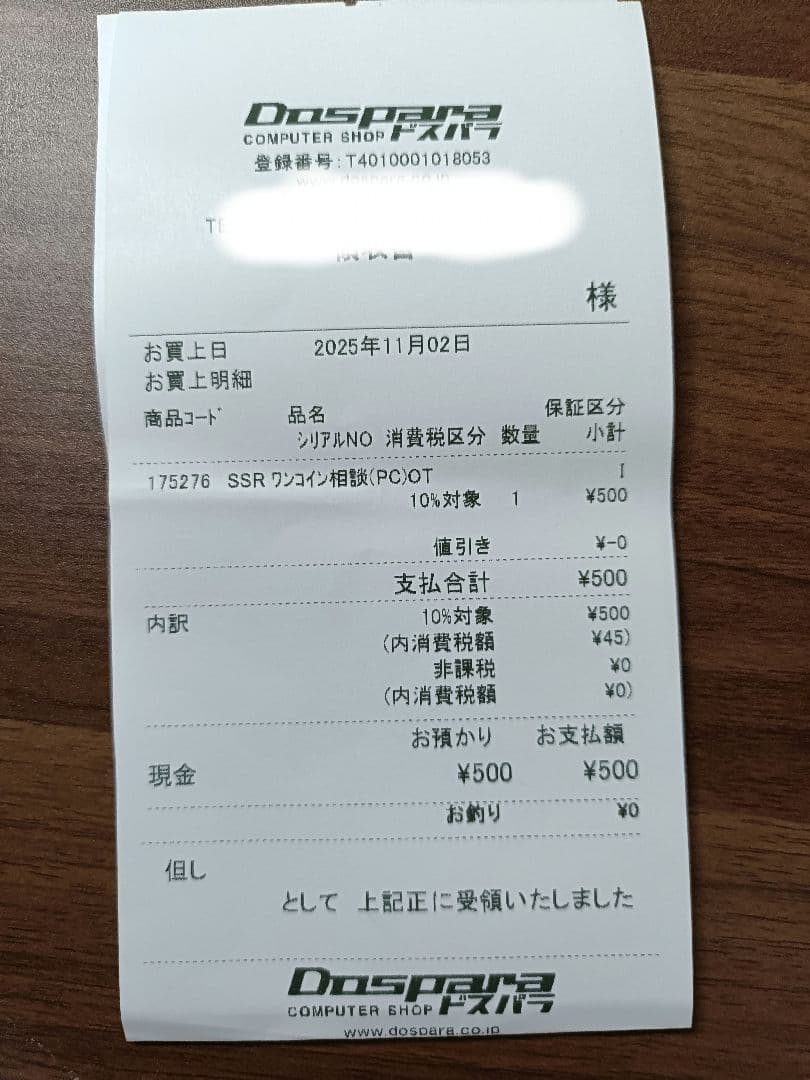 Dospara
COMPUTER SHOP ドスパラ
登録番号:T4010001018053
様
お買上日 2025年11月02日
お買上明細
商品コード 品名 保証区分
シリアルNO 消費税区分 数量 小計
175276 SSR ワンコイン相談(PC)OT I
10%対象 1 ¥500
値引き ¥-0
支払合計 ¥500
内訳 10%対象 ¥500
(内消費税額 ¥45)
非課税 ¥0
(内消費税額 ¥0)
お預かり お支払額
現金 ¥500 ¥500
お釣り ¥0
但し
として 上記正に受領いたしました
Dospara
COMPUTER SHOP ドスパラ
www.dospara.co.jp